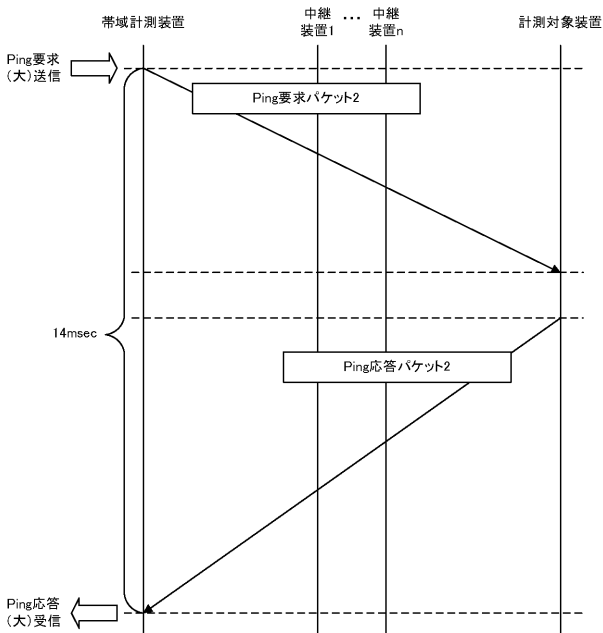 帯域計測装置
中継
装置1
･･･
中継
装置n
計測対象装置
Ping要求
(大)送信
Ping要求パケット2
14msec
Ping応答パケット2
Ping応答
(大)受信